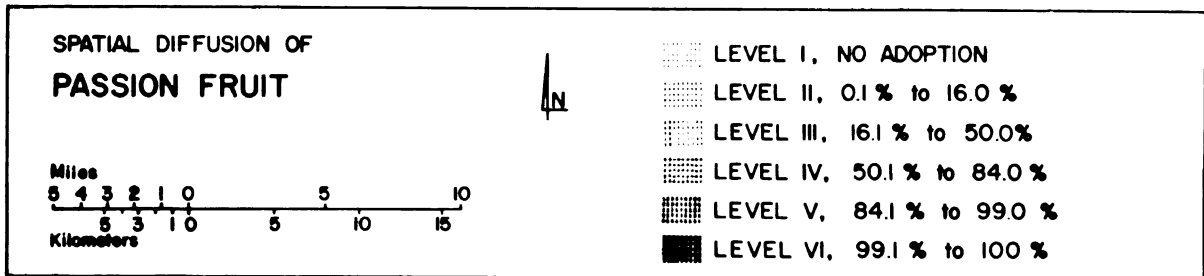 SPATIAL DIFFUSION OF
PASSION FRUIT
N
Miles
5 4 3 2 1 0 5 10
5 3 1 0 5 10 15
Kilometers
LEVEL I, NO ADOPTION
LEVEL II, 0.1 % to 16.0 %
LEVEL III, 16.1 % to 50.0%
LEVEL IV, 50.1 % to 84.0 %
LEVEL V, 84.1 % to 99.0 %
LEVEL VI, 99.1 % to 100 %